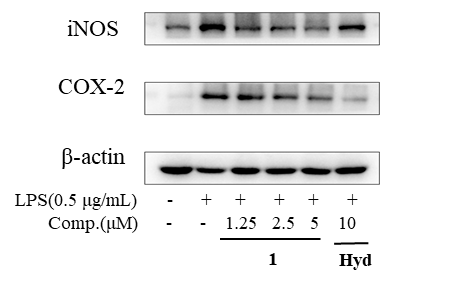 iNOS
COX-2
β-actin
LPS(0.5 μg/mL) - + + + + +
Comp.(μM) - - 1.25 2.5 5 10
1 Hyd